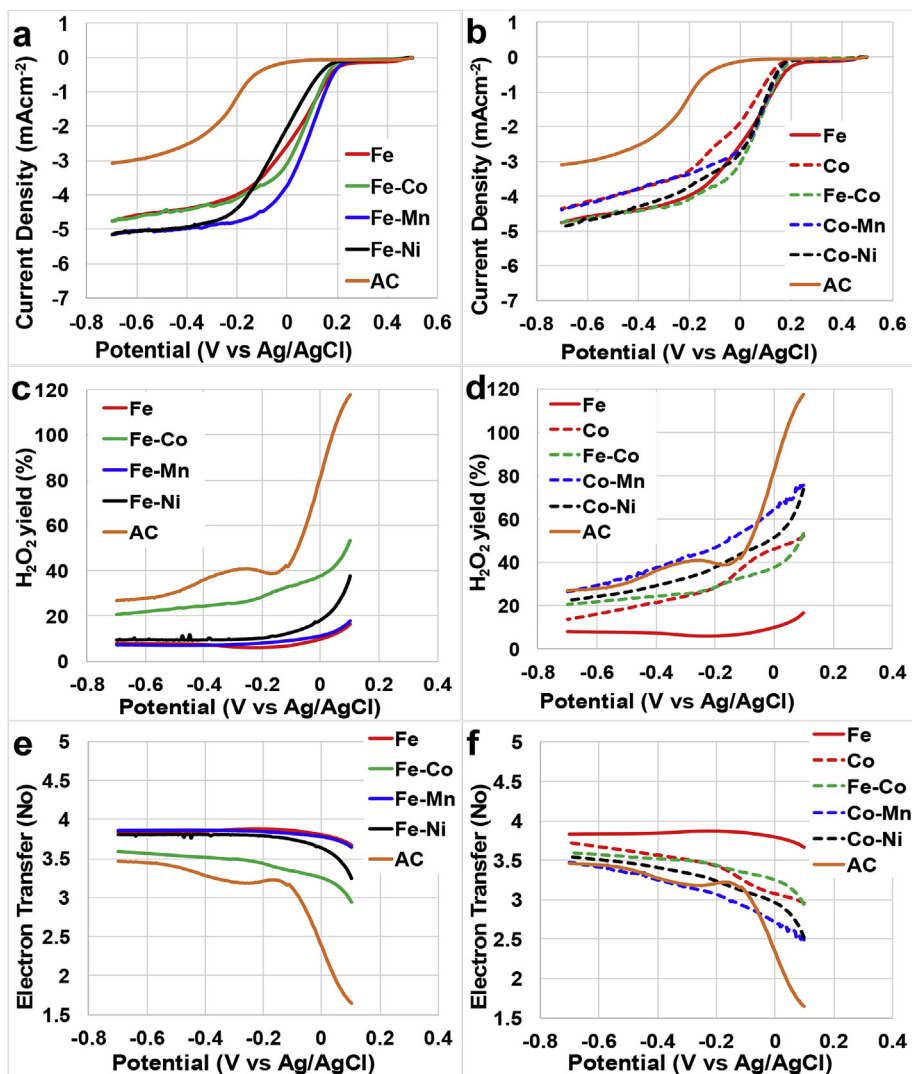 a
1
0
-1
-2
-3
-4
-5
-6
-7
Current Density (mAcm⁻²)
Fe
Fe-Co
Fe-Mn
Fe-Ni
AC
-0.8 -0.6 -0.4 -0.2 0 0.2 0.4 0.6
Potential (V vs Ag/AgCl)
b
1
0
-1
-2
-3
-4
-5
-6
-7
Current Density (mAcm⁻²)
Fe
Co
Fe-Co
Co-Mn
Co-Ni
AC
-0.8 -0.6 -0.4 -0.2 0 0.2 0.4 0.6
Potential (V vs Ag/AgCl)
c
120
100
80
60
40
20
0
H₂O₂ yield (%)
Fe
Fe-Co
Fe-Mn
Fe-Ni
AC
-0.8 -0.6 -0.4 -0.2 0 0.2 0.4
Potential (V vs Ag/AgCl)
d
120
100
80
60
40
20
0
H₂O₂ yield (%)
Fe
Co
Fe-Co
Co-Mn
Co-Ni
AC
-0.8 -0.6 -0.4 -0.2 0 0.2 0.4
Potential (V vs Ag/AgCl)
e
5
4.5
4
3.5
3
2.5
2
1.5
Electron Transfer (No)
Fe
Fe-Co
Fe-Mn
Fe-Ni
AC
-0.8 -0.6 -0.4 -0.2 0 0.2 0.4
Potential (V vs Ag/AgCl)
f
5
4.5
4
3.5
3
2.5
2
1.5
Electron Transfer (No)
Fe
Co
Fe-Co
Co-Mn
Co-Ni
AC
-0.8 -0.6 -0.4 -0.2 0 0.2 0.4
Potential (V vs Ag/AgCl)